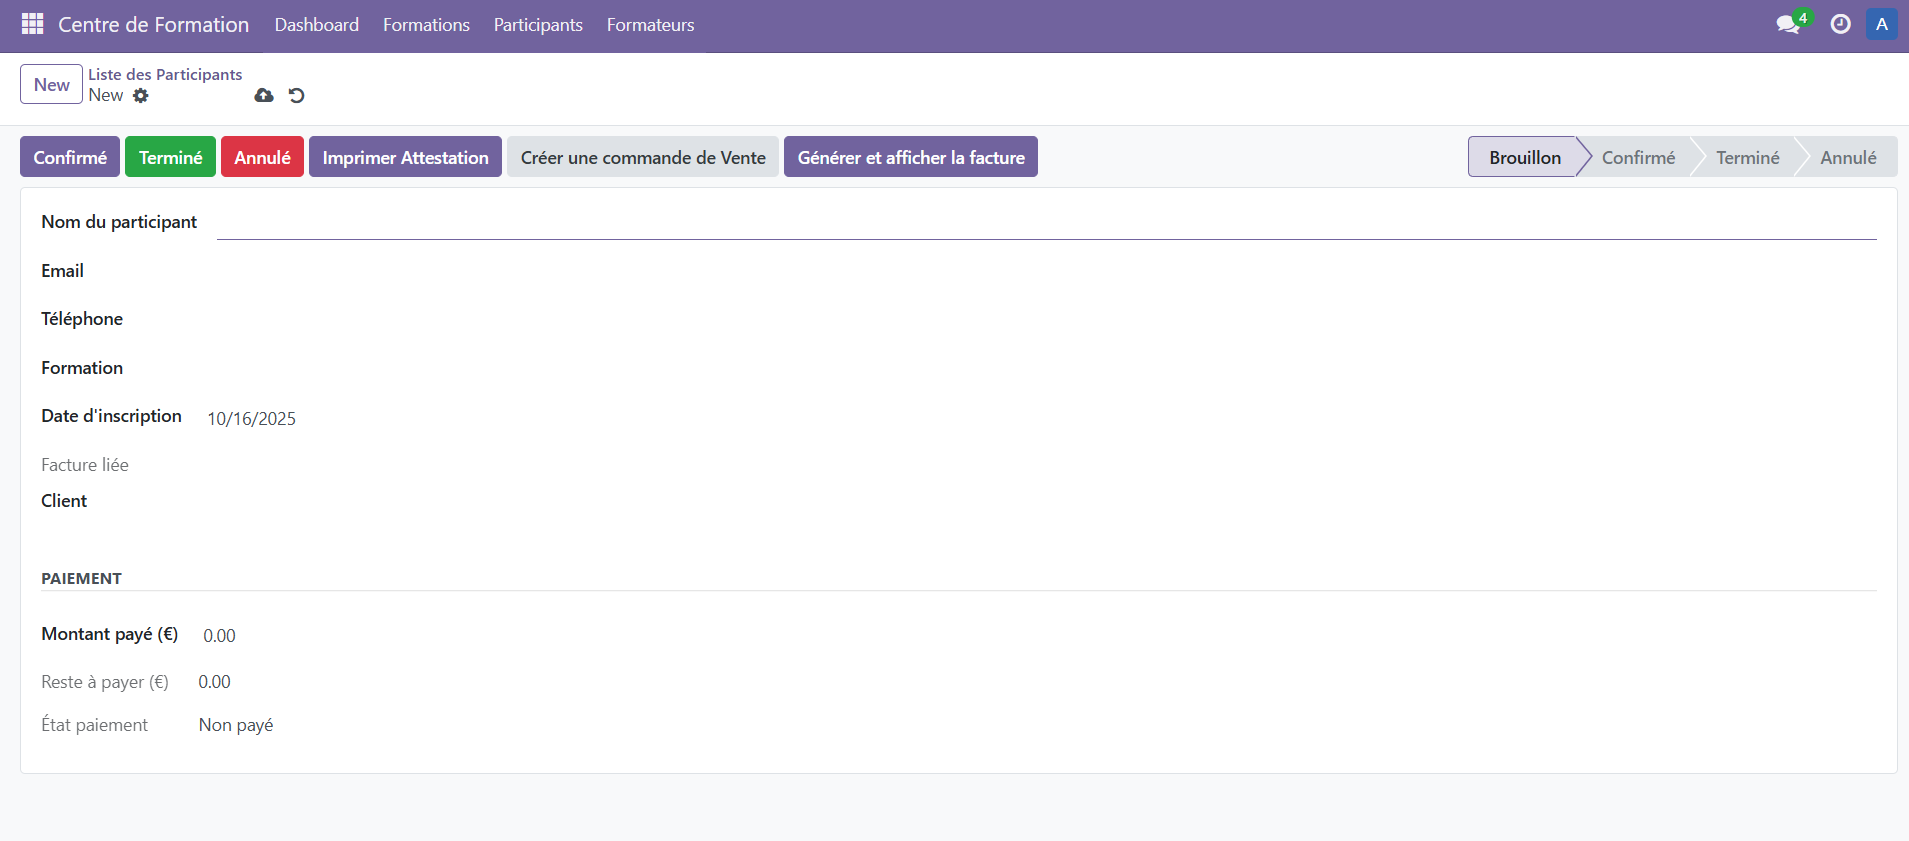 Centre de Formation Dashboard Formations Participants Formateurs 4 A
New Liste des Participants
New
Confirmé Terminé Annulé Imprimer Attestation Créer une commande de Vente Générer et afficher la facture Brouillon Confirmé Terminé Annulé
Nom du participant
Email
Téléphone
Formation
Date d'inscription 10/16/2025
Facture liée
Client
PAIEMENT
Montant payé (€) 0.00
Reste à payer (€) 0.00
État paiement Non payé